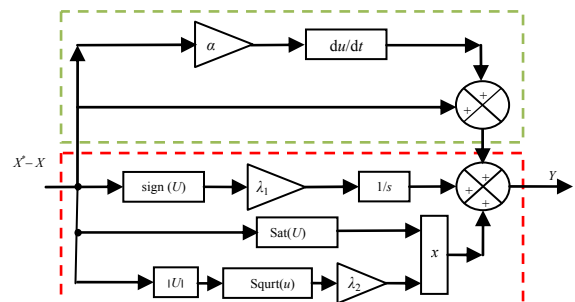 α
du/dt
+
+
X* – X
sign (U)
λ1
1/s
+
+
+
Y
Sat(U)
x
|U|
Squrt(u)
λ2